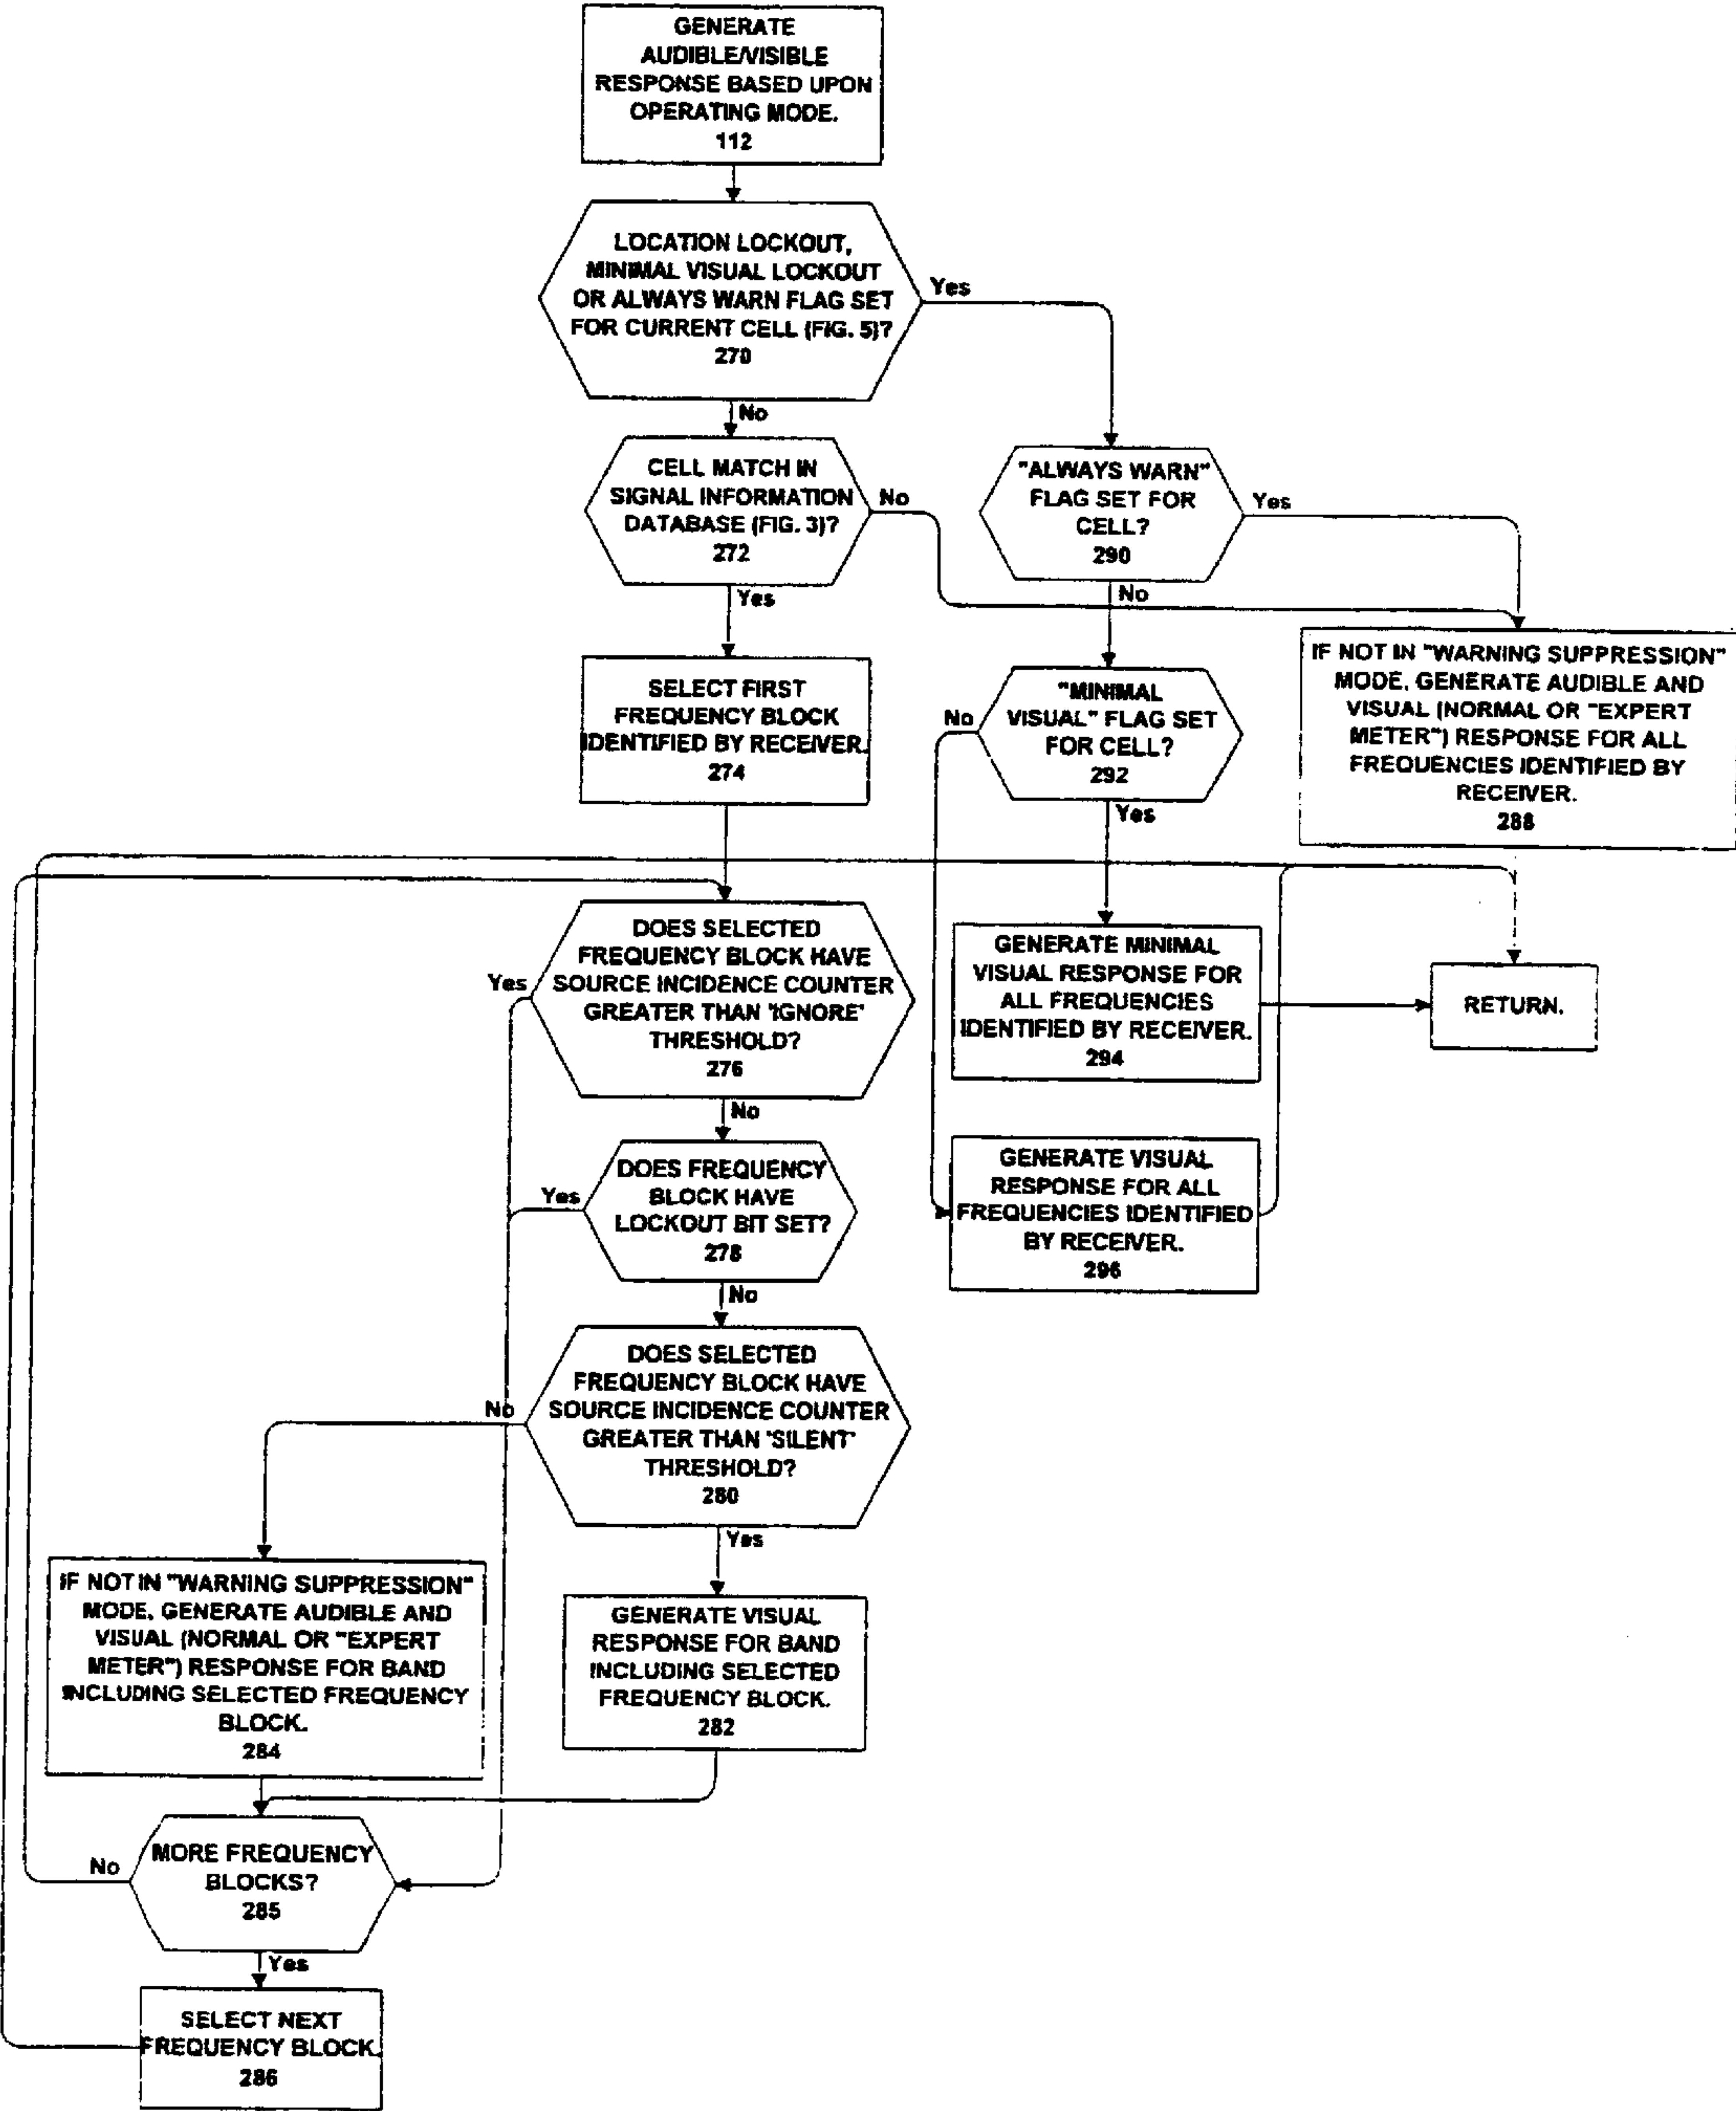 GENERATE
AUDIBLE/VISIBLE
RESPONSE BASED UPON
OPERATING MODE.
112
LOCATION LOCKOUT,
MINIMAL VISUAL LOCKOUT
OR ALWAYS WARN FLAG SET
FOR CURRENT CELL (FIG. 5)?
270
Yes
No
CELL MATCH IN
SIGNAL INFORMATION
DATABASE (FIG. 3)?
272
No
Yes
"ALWAYS WARN"
FLAG SET FOR
CELL?
290
Yes
No
SELECT FIRST
FREQUENCY BLOCK
IDENTIFIED BY RECEIVER.
274
"MINIMAL
VISUAL" FLAG SET
FOR CELL?
292
No
Yes
IF NOT IN "WARNING SUPPRESSION"
MODE, GENERATE AUDIBLE AND
VISUAL (NORMAL OR "EXPERT
METER") RESPONSE FOR ALL
FREQUENCIES IDENTIFIED BY
RECEIVER.
288
DOES SELECTED
FREQUENCY BLOCK HAVE
SOURCE INCIDENCE COUNTER
GREATER THAN 'IGNORE'
THRESHOLD?
276
Yes
No
GENERATE MINIMAL
VISUAL RESPONSE FOR
ALL FREQUENCIES
IDENTIFIED BY RECEIVER.
294
RETURN.
DOES FREQUENCY
BLOCK HAVE
LOCKOUT BIT SET?
278
Yes
No
GENERATE VISUAL
RESPONSE FOR ALL
FREQUENCIES IDENTIFIED
BY RECEIVER.
296
DOES SELECTED
FREQUENCY BLOCK HAVE
SOURCE INCIDENCE COUNTER
GREATER THAN 'SILENT'
THRESHOLD?
280
No
Yes
IF NOT IN "WARNING SUPPRESSION"
MODE, GENERATE AUDIBLE AND
VISUAL (NORMAL OR "EXPERT
METER") RESPONSE FOR BAND
INCLUDING SELECTED FREQUENCY
BLOCK.
284
GENERATE VISUAL
RESPONSE FOR BAND
INCLUDING SELECTED
FREQUENCY BLOCK.
282
MORE FREQUENCY
BLOCKS?
285
No
Yes
SELECT NEXT
FREQUENCY BLOCK.
286